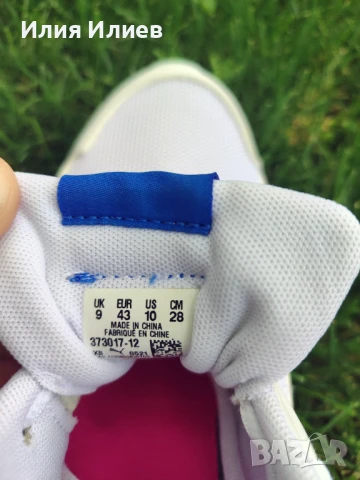 Илия Илиев
UK EUR US CM
9 43 10 28
MADE IN CHINA
FABRIQUÉ EN CHINE
373017-12
0521
BAZAR